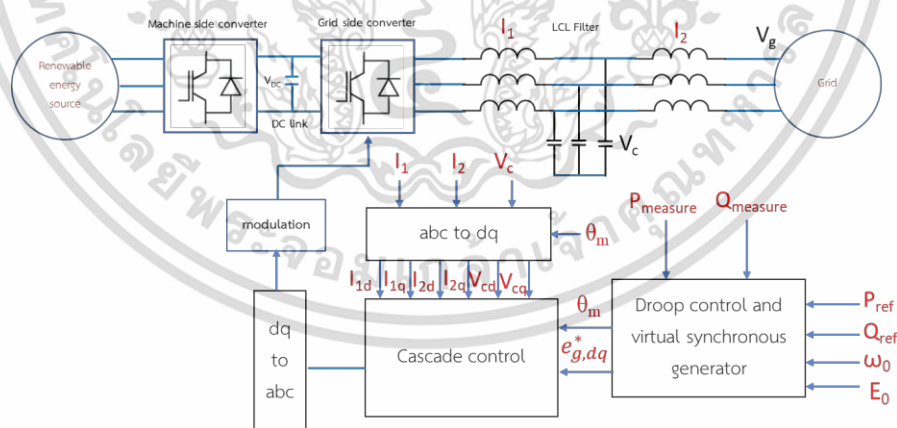 Machine side converter
Grid side converter
I1
LCL Filter
I2
Vg
Renewable
energy
source
VDC
DC link
Grid
Vc
I1
I2
Vc
Pmeasure
Qmeasure
modulation
abc to dq
θm
I1d
I1q
I2d
I2q
Vcd
Vcq
dq
to
abc
Cascade control
θm
e*g,dq
Droop control and
virtual synchronous
generator
Pref
Qref
ω0
E0